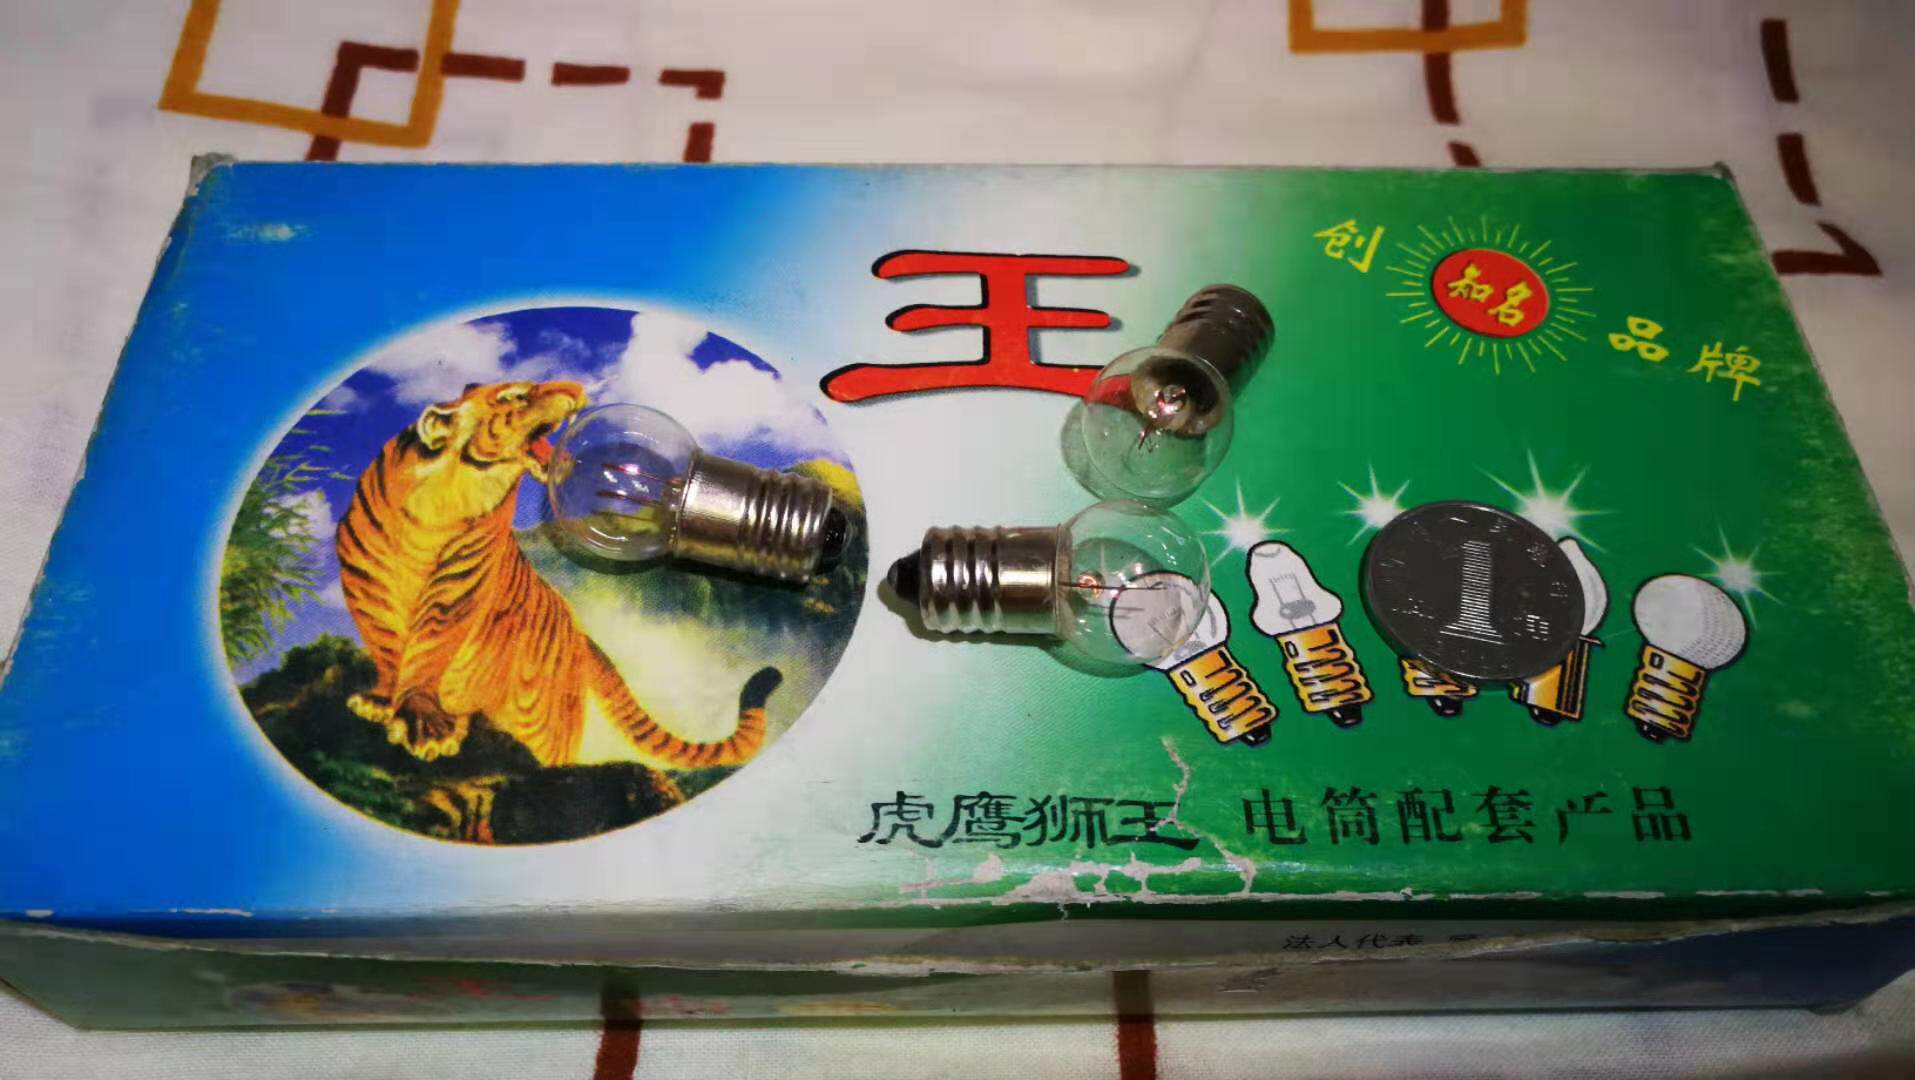 王
创 知名 品牌
1
虎鹰狮王 电筒配套产品
法人代表